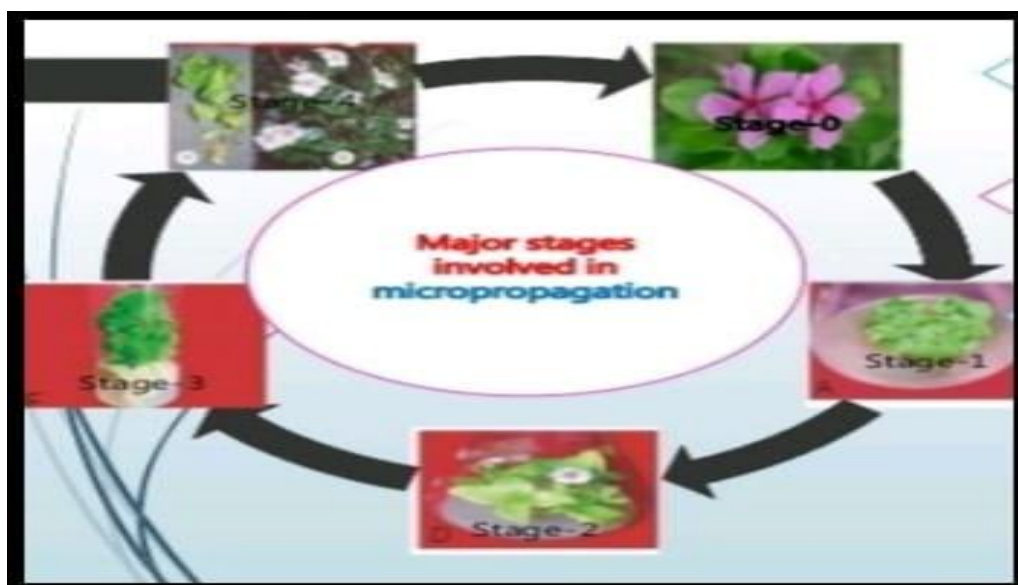 Stage-4
Stage-0
Major stages
involved in
micropropagation
Stage-1
A
Stage-3
Stage-2
D